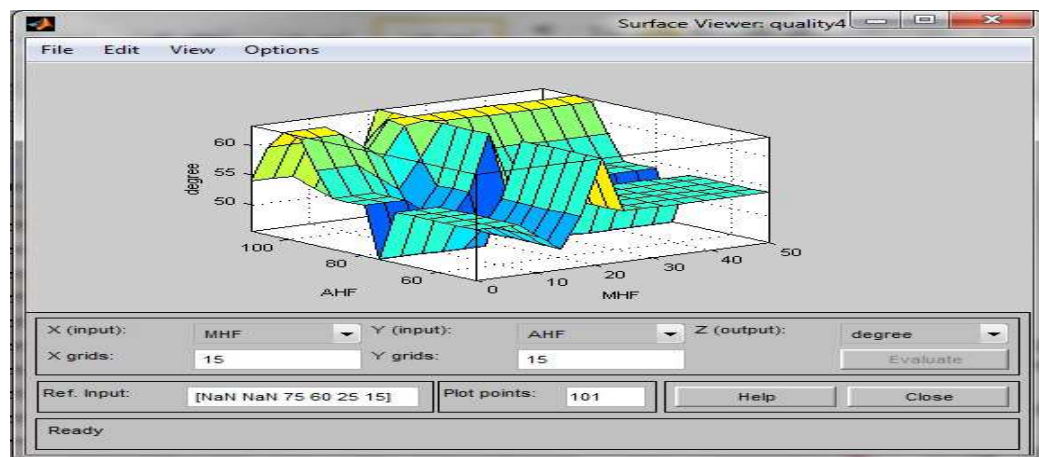 Surface Viewer: quality4
File Edit View Options
60
55
50
degree
100
80
60
AHF
0
10
20
30
40
50
MHF
X (input): MHF Y (input): AHF Z (output): degree
X grids: 15 Y grids: 15 Evaluate
Ref. Input: [NaN NaN 75 60 25 15] Plot points: 101 Help Close
Ready